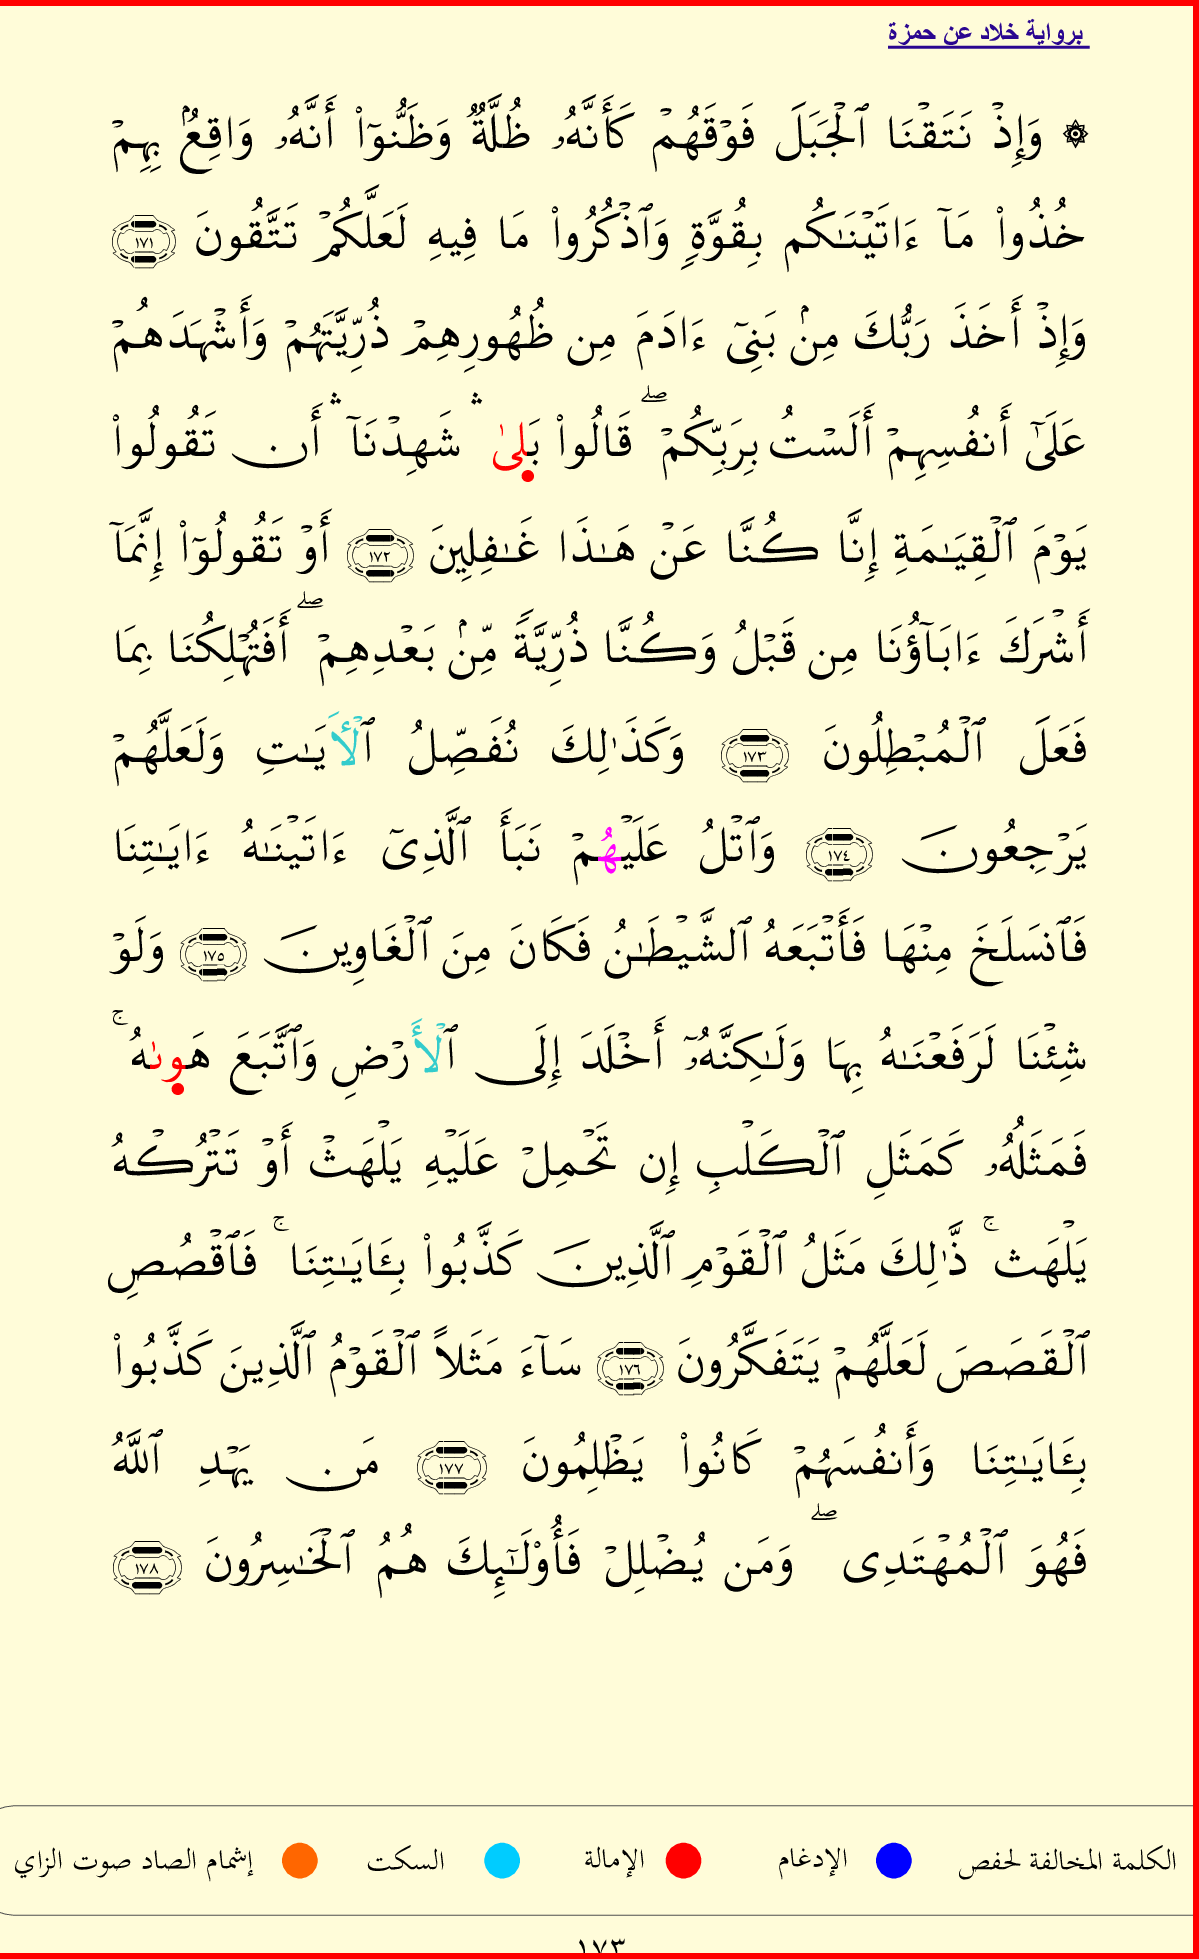 برواية خلاد عن حمزة
۞ وَإِذۡ نَتَقۡنَا ٱلۡجَبَلَ فَوۡقَهُمۡ كَأَنَّهُۥ ظُلَّةٞ وَظَنُّوٓاْ أَنَّهُۥ وَاقِعُۢ بِهِمۡ
خُذُواْ مَآ ءَاتَيۡنَٰكُم بِقُوَّةٖ وَٱذۡكُرُواْ مَا فِيهِ لَعَلَّكُمۡ تَتَّقُونَ ١٧١
وَإِذۡ أَخَذَ رَبُّكَ مِنۢ بَنِيٓ ءَادَمَ مِن ظُهُورِهِمۡ ذُرِّيَّتَهُمۡ وَأَشۡهَدَهُمۡ
عَلَىٰٓ أَنفُسِهِمۡ أَلَسۡتُ بِرَبِّكُمۡۖ قَالُواْ بَلىٰۛ شَهِدۡنَآۛ أَن تَقُولُواْ
يَوۡمَ ٱلۡقِيَٰمَةِ إِنَّا كُنَّا عَنۡ هَٰذَا غَٰفِلِينَ ١٧٢ أَوۡ تَقُولُوٓاْ إِنَّمَآ
أَشۡرَكَ ءَابَآؤُنَا مِن قَبۡلُ وَكُنَّا ذُرِّيَّةٗ مِّنۢ بَعۡدِهِمۡۖ أَفَتُهۡلِكُنَا بِمَا
فَعَلَ ٱلۡمُبۡطِلُونَ ١٧٣ وَكَذَٰلِكَ نُفَصِّلُ ٱلۡأٓيَٰتِ وَلَعَلَّهُمۡ
يَرۡجِعُونَ ١٧٤ وَٱتۡلُ عَلَيۡهُمۡ نَبَأَ ٱلَّذِيٓ ءَاتَيۡنَٰهُ ءَايَٰتِنَا
فَٱنسَلَخَ مِنۡهَا فَأَتۡبَعَهُ ٱلشَّيۡطَٰنُ فَكَانَ مِنَ ٱلۡغَاوِينَ ١٧٥ وَلَوۡ
شِئۡنَا لَرَفَعۡنَٰهُ بِهَا وَلَٰكِنَّهُۥٓ أَخۡلَدَ إِلَى ٱلۡأَرۡضِ وَٱتَّبَعَ هَوىٰهُۚ
فَمَثَلُهُۥ كَمَثَلِ ٱلۡكَلۡبِ إِن تَحۡمِلۡ عَلَيۡهِ يَلۡهَثۡ أَوۡ تَتۡرُكۡهُ
يَلۡهَثۚ ذَّٰلِكَ مَثَلُ ٱلۡقَوۡمِ ٱلَّذِينَ كَذَّبُواْ بِـَٔايَٰتِنَاۚ فَٱقۡصُصِ
ٱلۡقَصَصَ لَعَلَّهُمۡ يَتَفَكَّرُونَ ١٧٦ سَآءَ مَثَلًا ٱلۡقَوۡمُ ٱلَّذِينَ كَذَّبُواْ
بِـَٔايَٰتِنَا وَأَنفُسَهُمۡ كَانُواْ يَظۡلِمُونَ ١٧٧ مَن يَهۡدِ ٱللَّهُ
فَهُوَ ٱلۡمُهۡتَدِيۖ وَمَن يُضۡلِلۡ فَأُوْلَٰٓئِكَ هُمُ ٱلۡخَٰسِرُونَ ١٧٨
الكلمة المخالفة لحفص الإدغام الإمالة السكت إشمام الصاد صوت الزاي
١٧٣